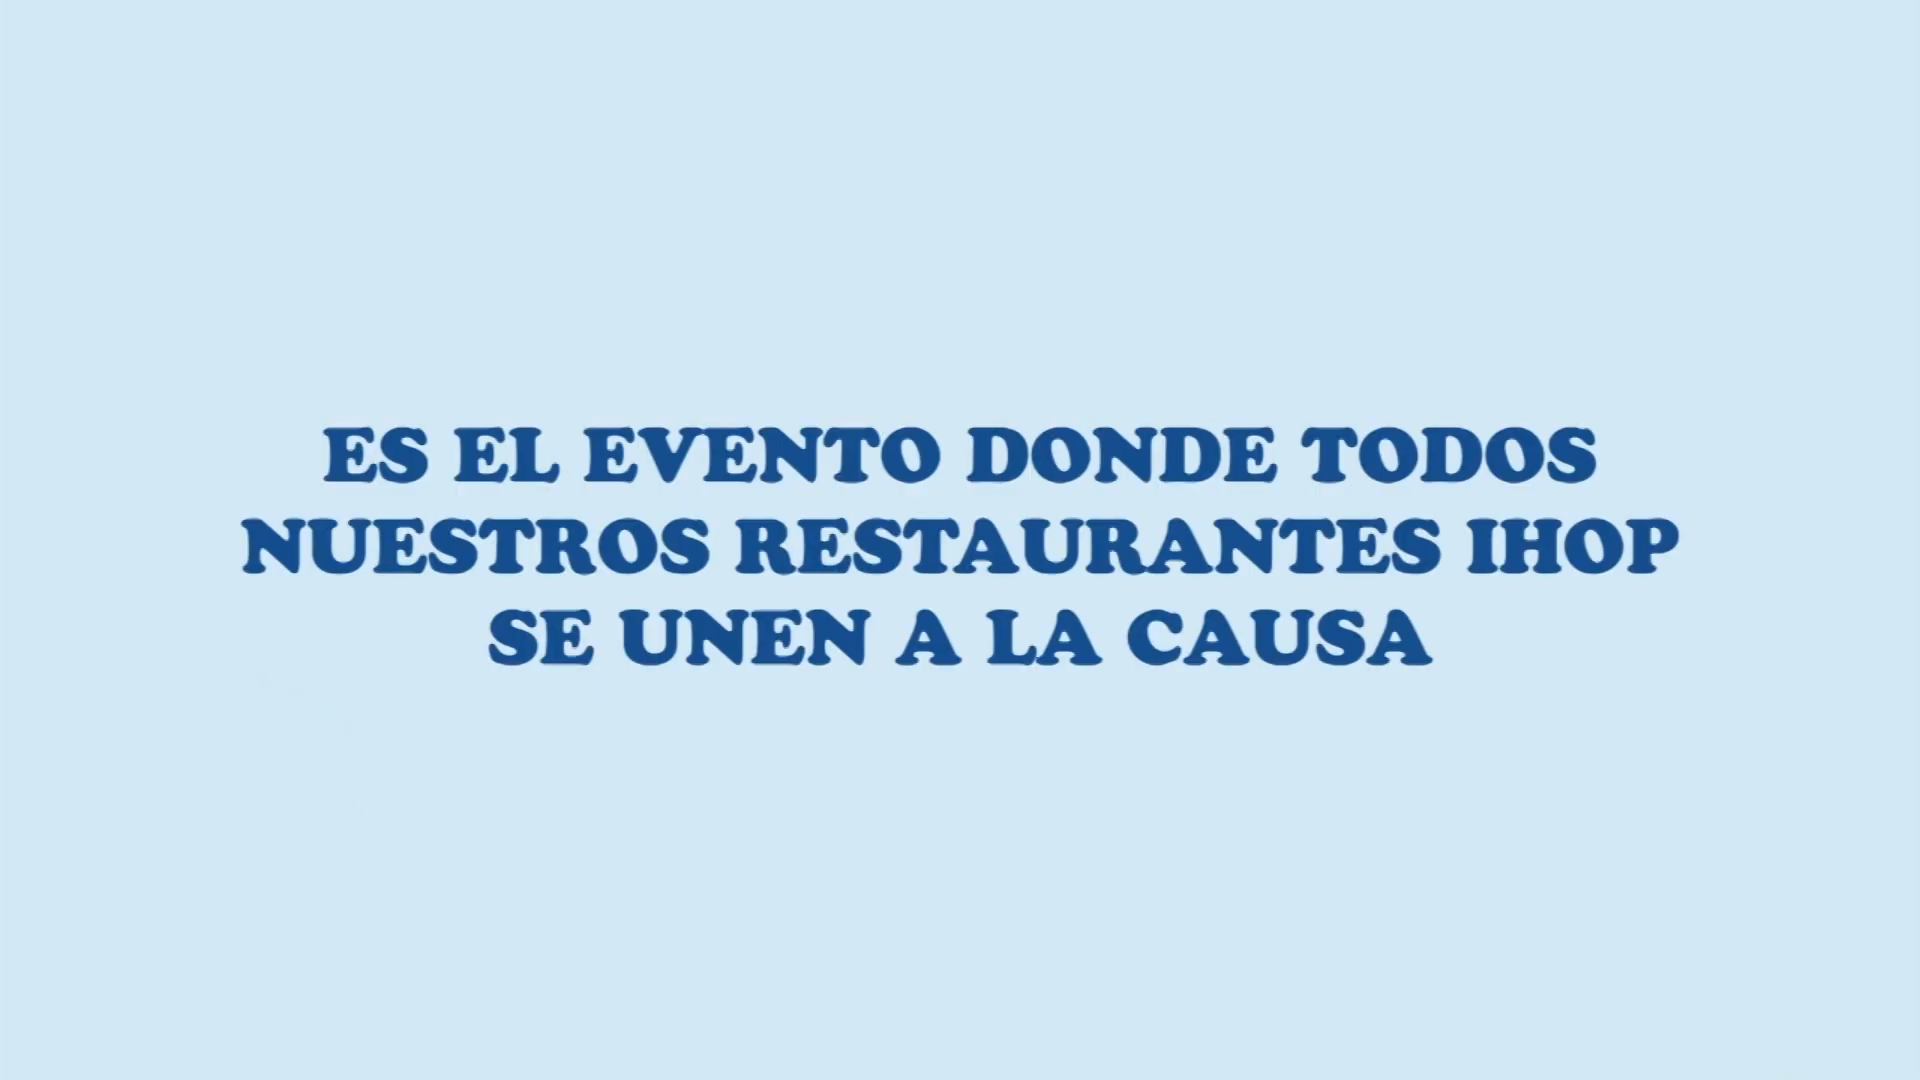 ES EL EVENTO DONDE TODOS
NUESTROS RESTAURANTES IHOP
SE UNEN A LA CAUSA